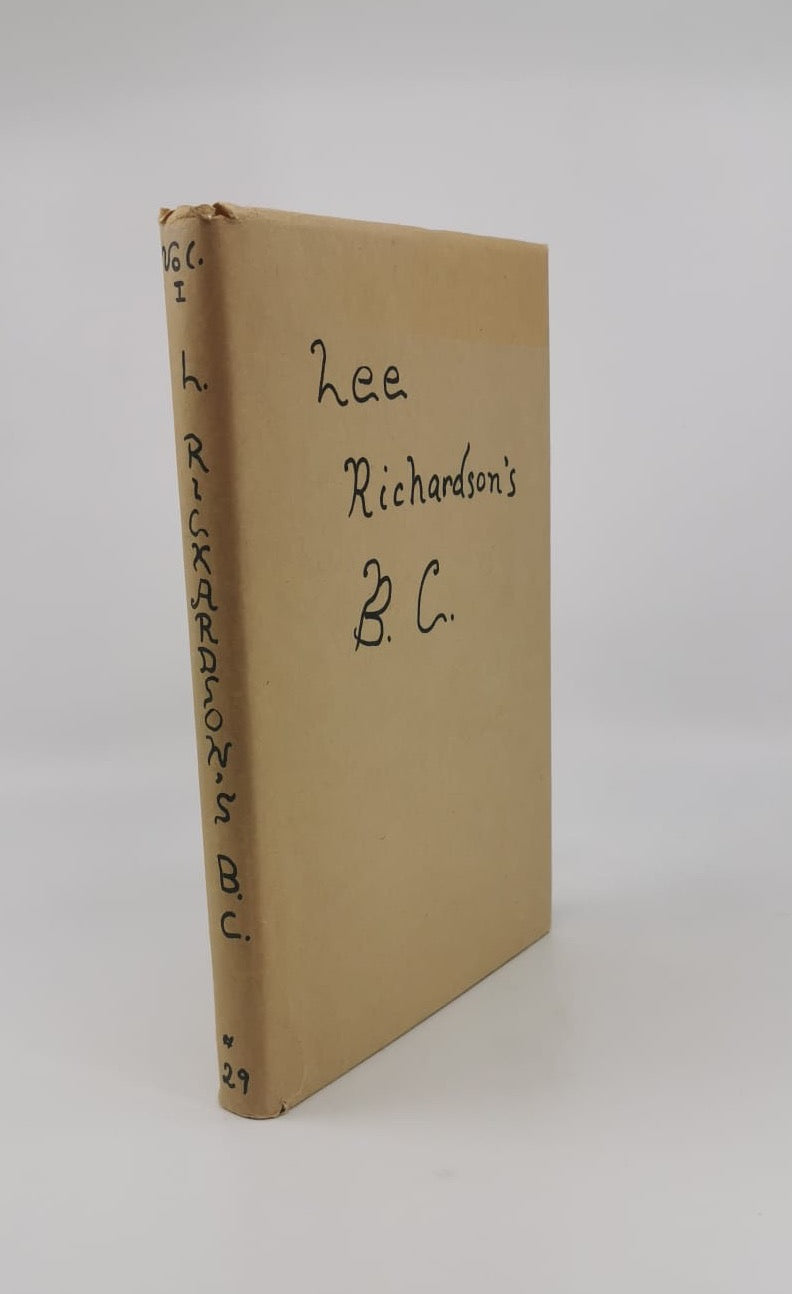 Vol.
I
L.
RICHARDSON'S
B.
C.
29
Lee
Richardson's
B. C.